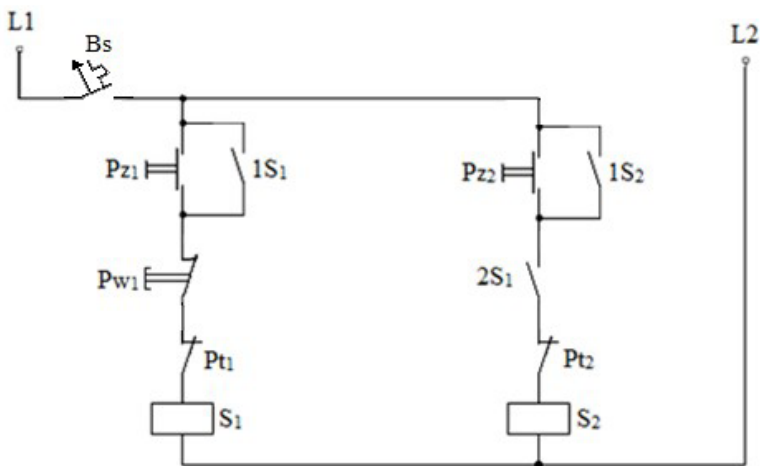 L1
Bs
L2
Pz₁
1S₁
Pz₂
1S₂
Pw₁
2S₁
Pt₁
Pt₂
S₁
S₂